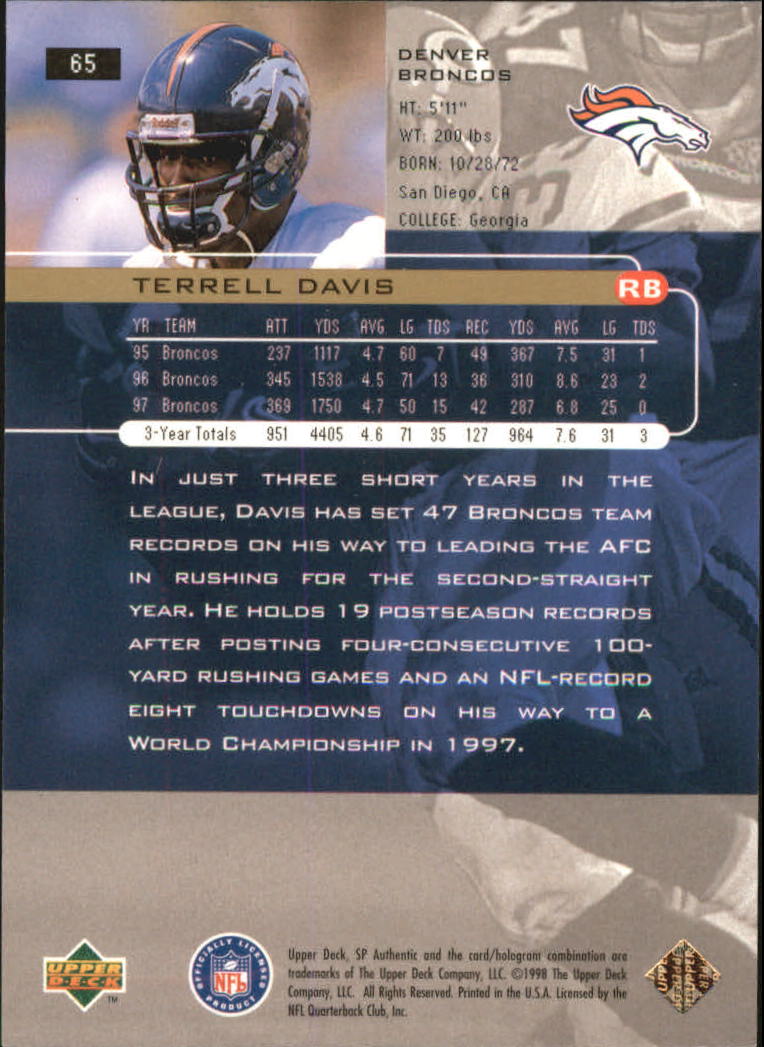 65
Riddell
DENVER
BRONCOS
HT: 5'11"
WT: 200 lbs
BORN: 10/28/72
San Diego, CA
COLLEGE: Georgia
BRONCOS
TERRELL DAVIS
RB
YR TEAM ATT YDS AVG LG TDS REC YDS AVG LG TDS
95 Broncos 237 1117 4.7 60 7 49 367 7.5 31 1
96 Broncos 345 1538 4.5 71 13 36 310 8.6 23 2
97 Broncos 369 1750 4.7 50 15 42 287 6.8 25 0
3-Year Totals 951 4405 4.6 71 35 127 964 7.6 31 3
IN JUST THREE SHORT YEARS IN THE
LEAGUE, DAVIS HAS SET 47 BRONCOS TEAM
RECORDS ON HIS WAY TO LEADING THE AFC
IN RUSHING FOR THE SECOND-STRAIGHT
YEAR. HE HOLDS 19 POSTSEASON RECORDS
AFTER POSTING FOUR-CONSECUTIVE 100-
YARD RUSHING GAMES AND AN NFL-RECORD
EIGHT TOUCHDOWNS ON HIS WAY TO A
WORLD CHAMPIONSHIP IN 1997.
UPPER
DECK
TM
OFFICIALLY LICENSED
NFL
PRODUCT
Upper Deck, SP Authentic and the card/hologram combination are
trademarks of The Upper Deck Company, LLC. ©1998 The Upper Deck
Company, LLC. All Rights Reserved. Printed in the U.S.A. Licensed by the
NFL Quarterback Club, Inc.